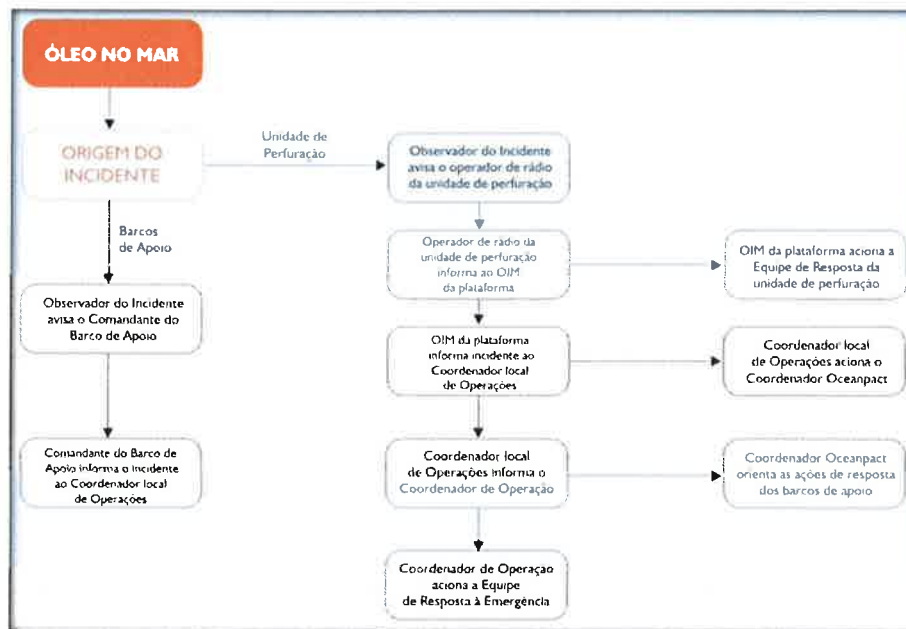 ÓLEO NO MAR
ORIGEM DO
INCIDENTE
Unidade de
Perfuração
Observador do Incidente
avisa o operador de rádio
da unidade de perfuração
Barcos
de Apoio
Operador de rádio da
unidade de perfuração
informa ao OIM
da plataforma
OIM da plataforma aciona a
Equipe de Resposta da
unidade de perfuração
Observador do Incidente
avisa o Comandante do
Barco de Apoio
OIM da plataforma
informa incidente ao
Coordenador local
de Operações
Coordenador local
de Operações aciona o
Coordenador Oceanpact
Comandante do Barco de
Apoio informa o Incidente
ao Coordenador local
de Operações
Coordenador local
de Operações informa o
Coordenador de Operação
Coordenador Oceanpact
orienta as ações de resposta
dos barcos de apoio
Coordenador de Operação
aciona a Equipe
de Resposta à Emergência